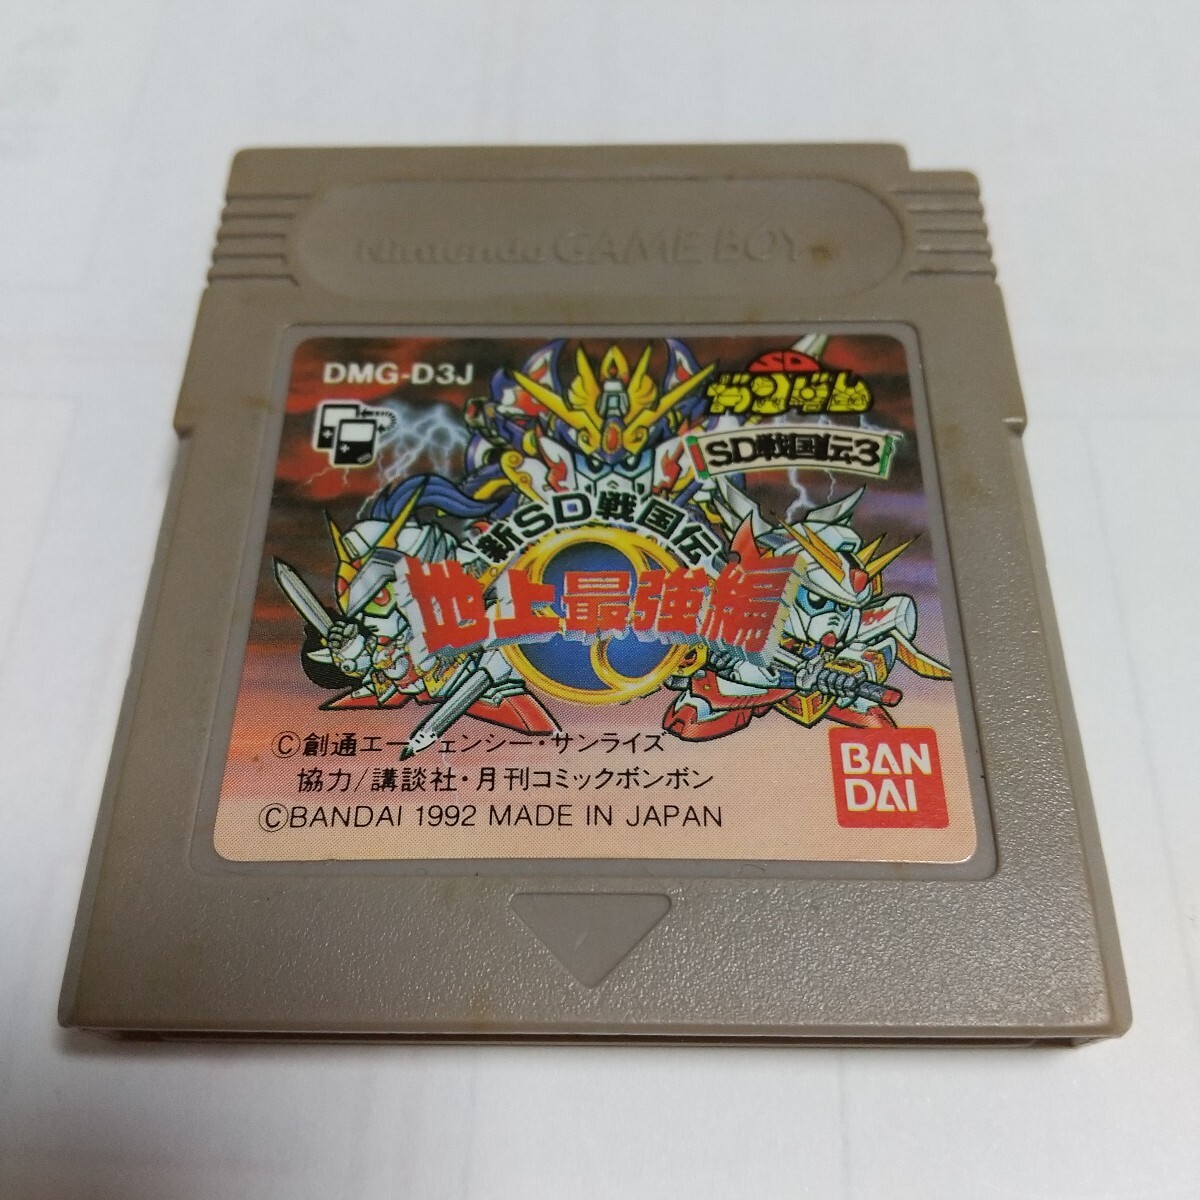 Nintendo GAME BOY
DMG-D3J
SD
ガンダム
SD戦国伝3
新SD戦国伝
地上最強編
©創通エージェンシー・サンライズ
協力/講談社・月刊コミックボンボン
©BANDAI 1992 MADE IN JAPAN
BAN
DAI